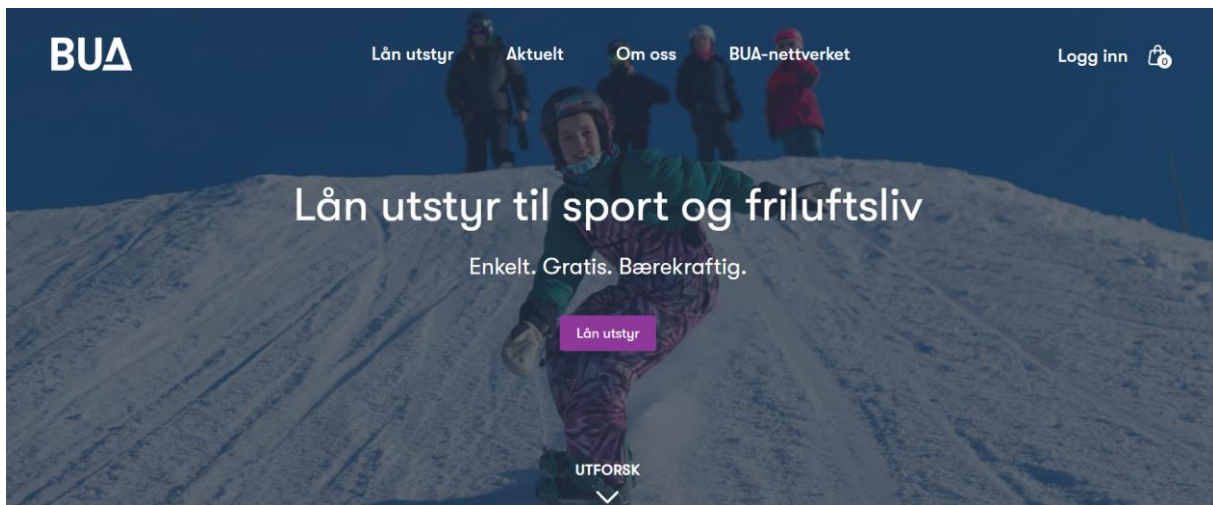 BUA
Lån utstyr Aktuelt Om oss BUA-nettverket Logg inn 0
Lån utstyr til sport og friluftsliv
Enkelt. Gratis. Bærekraftig.
Lån utstyr
UTFORSK